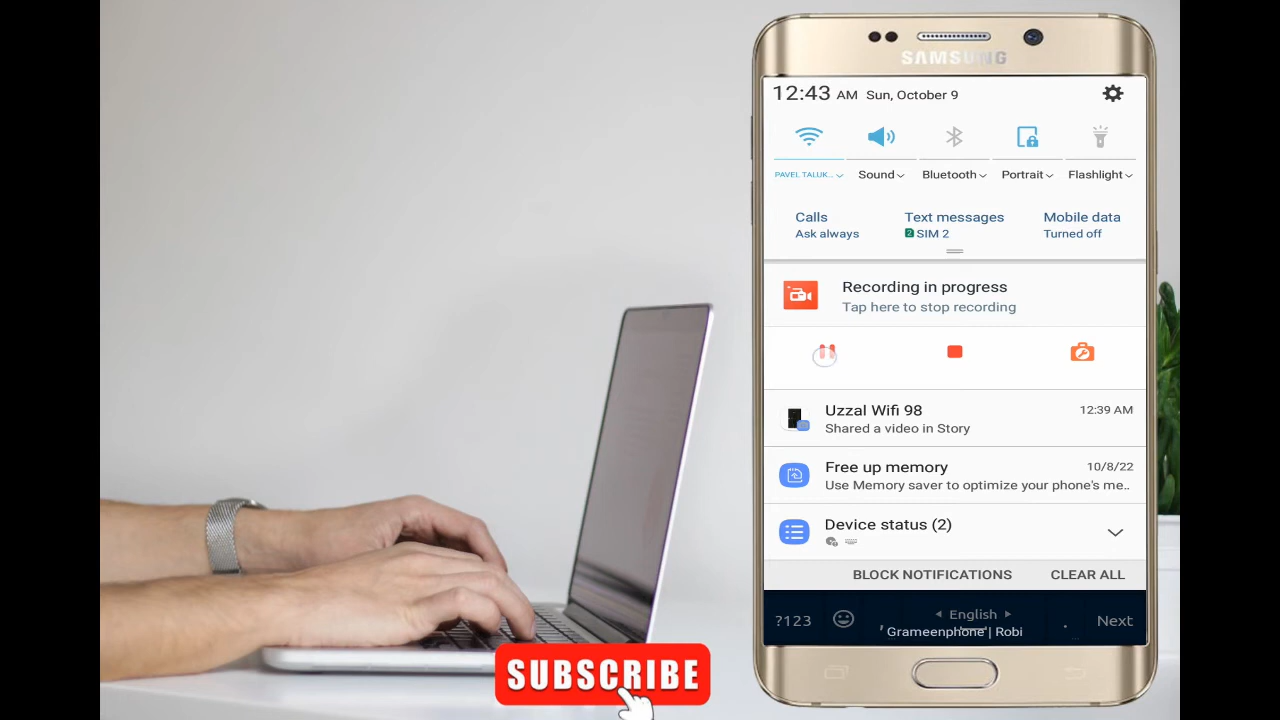 SAMSUNG
12:43 AM Sun, October 9
PAVEL TALUK... Sound Bluetooth Portrait Flashlight
Calls Text messages Mobile data
Ask always 2 SIM 2 Turned off
Recording in progress
Tap here to stop recording
Uzzal Wifi 98 12:39 AM
Shared a video in Story
Free up memory 10/8/22
Use Memory saver to optimize your phone's me..
Device status (2)
BLOCK NOTIFICATIONS CLEAR ALL
?123 , English . Next
Grameenphone | Robi
SUBSCRIBE